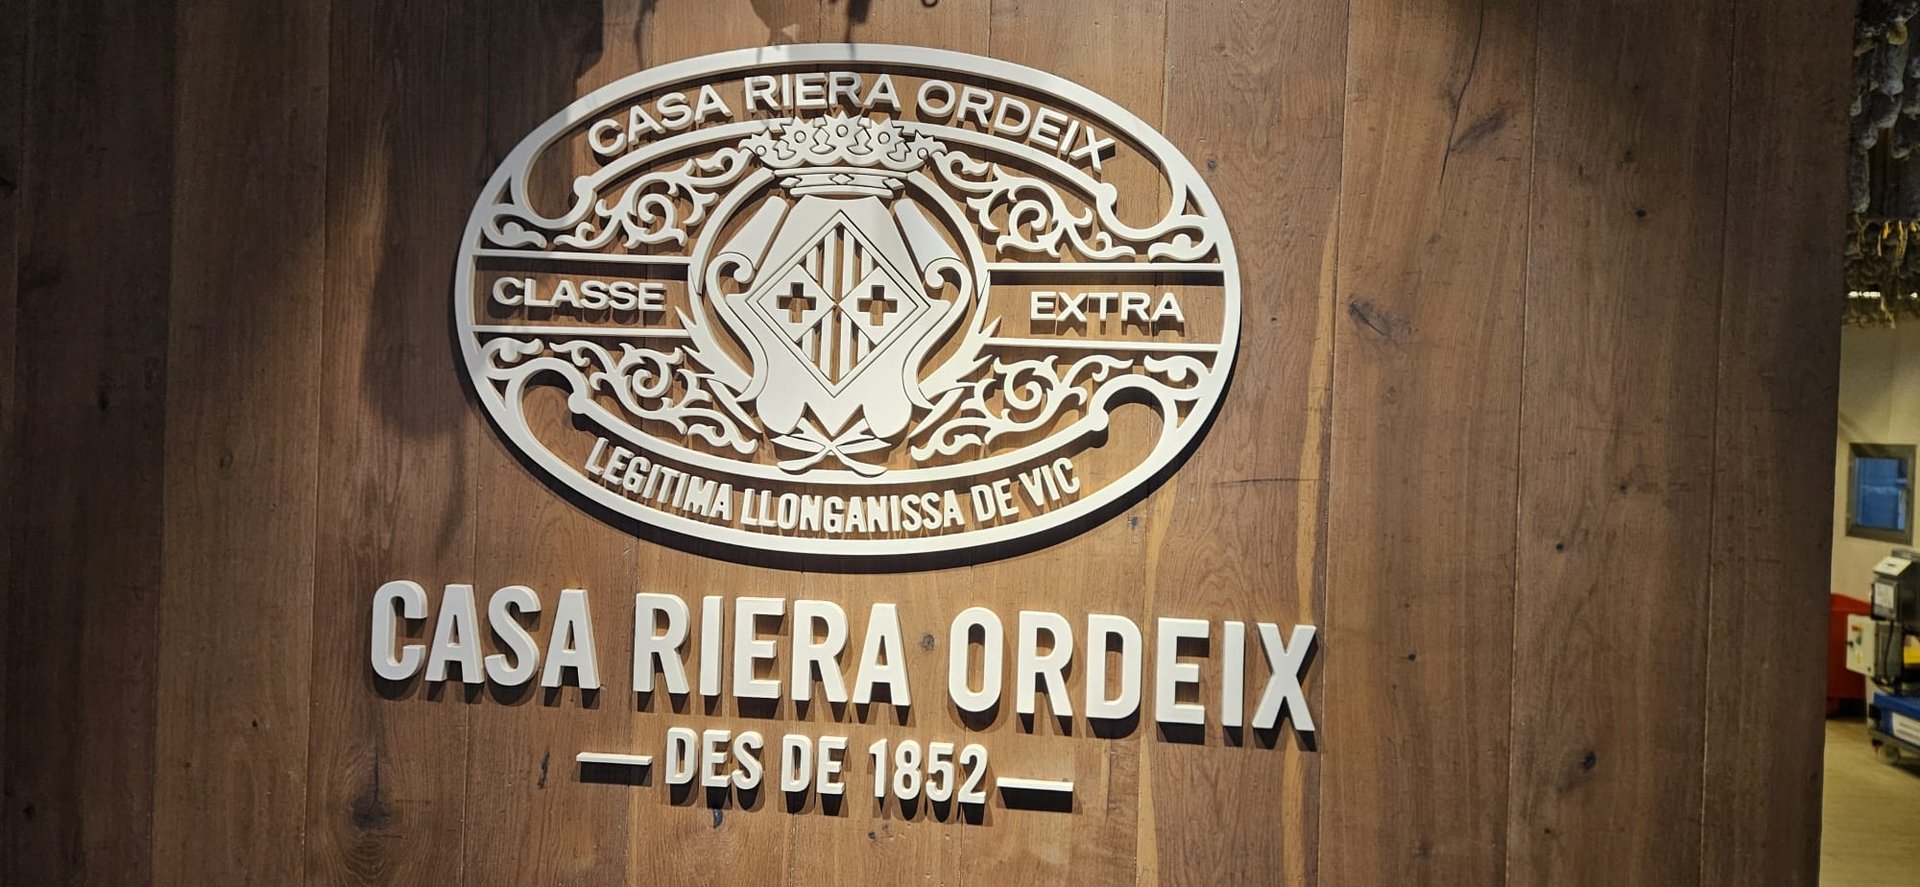 CASA RIERA ORDEIX
CLASSE EXTRA
LEGITIMA LLONGANISSA DE VIC
CASA RIERA ORDEIX
DES DE 1852